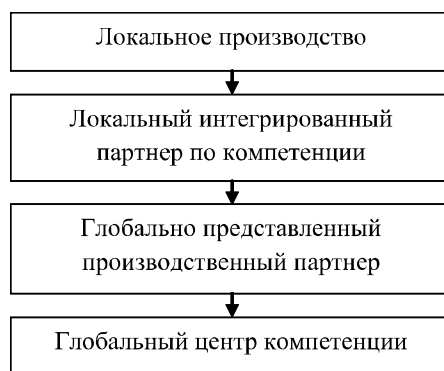 Локальное производство
Локальный интегрированный
партнер по компетенции
Глобально представленный
производственный партнер
Глобальный центр компетенции